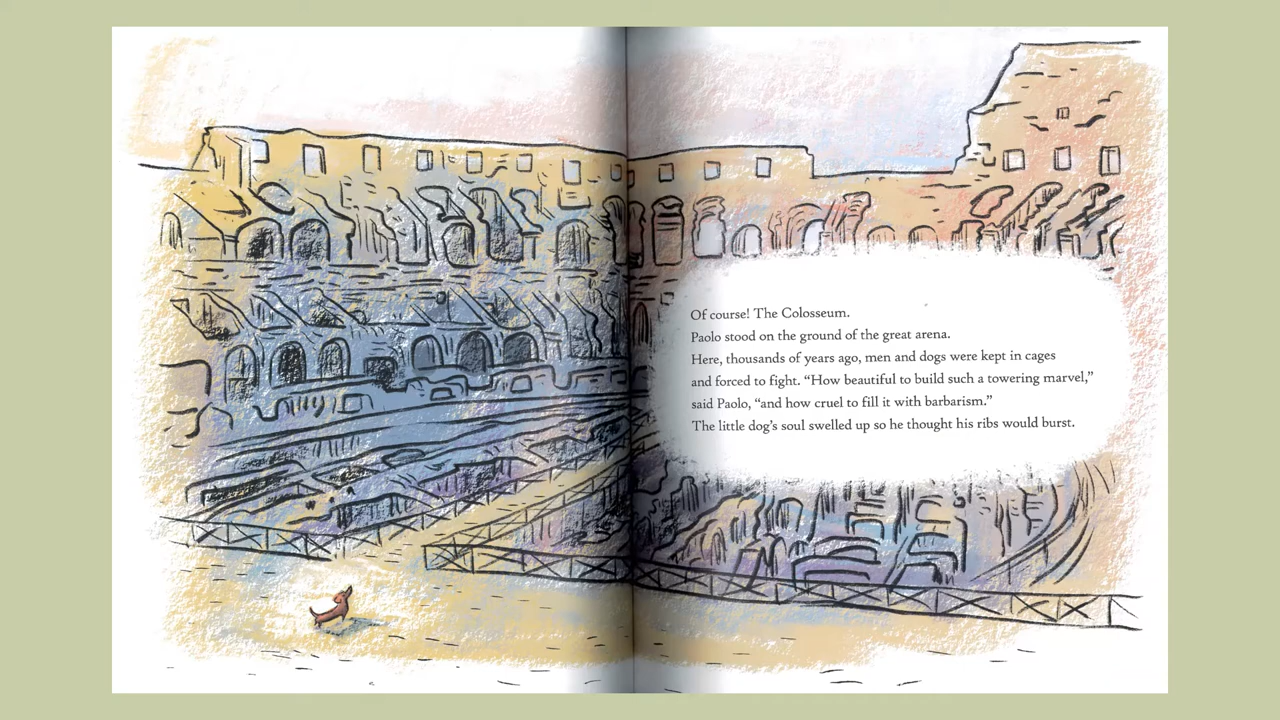 Of course! The Colosseum.
Paolo stood on the ground of the great arena.
Here, thousands of years ago, men and dogs were kept in cages
and forced to fight. “How beautiful to build such a towering marvel,”
said Paolo, “and how cruel to fill it with barbarism.”
The little dog’s soul swelled up so he thought his ribs would burst.